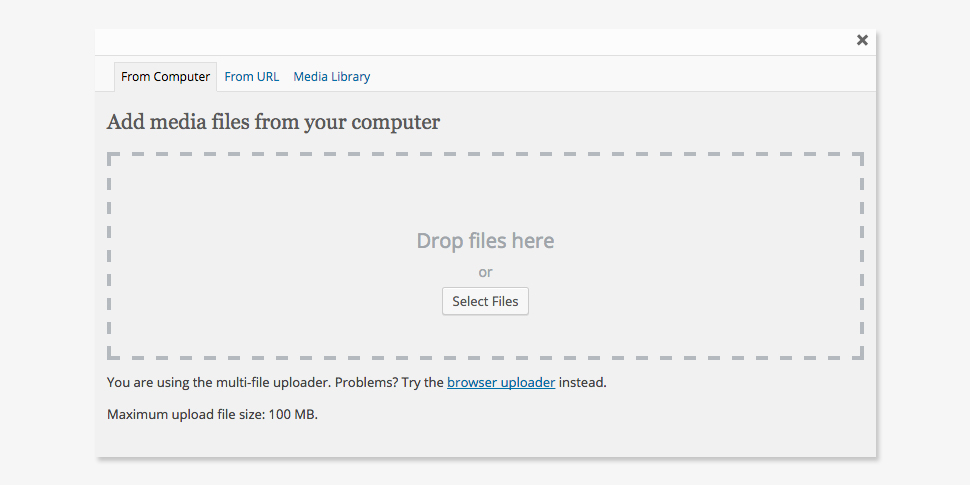 From Computer From URL Media Library
Add media files from your computer
Drop files here
or
Select Files
You are using the multi-file uploader. Problems? Try the browser uploader instead.
Maximum upload file size: 100 MB.